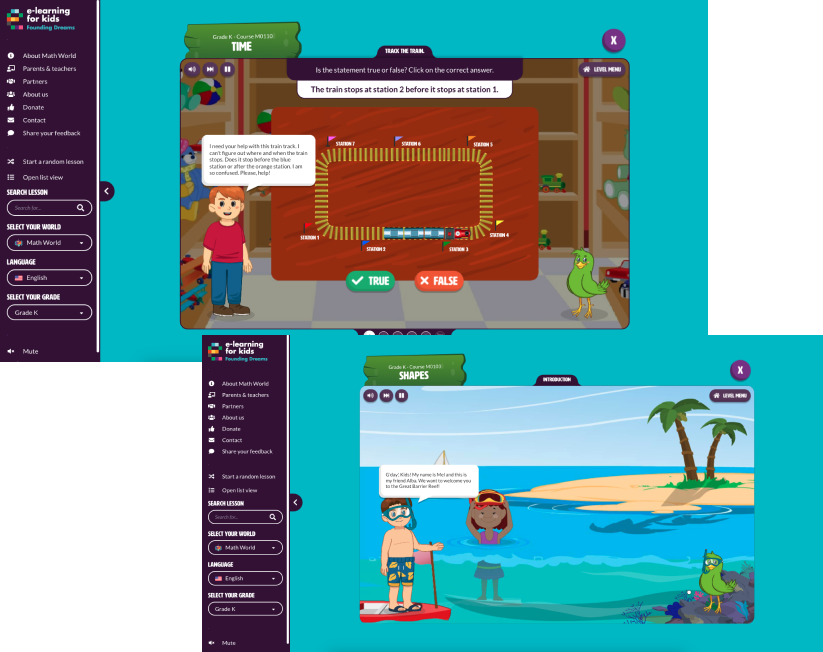 e-learning
for kids
Founding Dreams
About Math World
Parents & teachers
Partners
About us
Donate
Contact
Share your feedback
Start a random lesson
Open list view
SEARCH LESSON
Search for...
SELECT YOUR WORLD
Math World
LANGUAGE
English
SELECT YOUR GRADE
Grade K
Mute
Grade K - Course M0110:
TIME
X
TRACK THE TRAIN.
Is the statement true or false? Click on the correct answer.
LEVEL MENU
The train stops at station 2 before it stops at station 1.
I need your help with this train track. I
can't figure out where and when the train
stops. Does it stop before the blue
station or after the orange station. I am
so confused. Please, help!
STATION 7
STATION 6
STATION 5
STATION 1
STATION 2
STATION 3
STATION 4
TRUE
FALSE
e-learning
for kids
Founding Dreams
About Math World
Parents & teachers
Partners
About us
Donate
Contact
Share your feedback
Start a random lesson
Open list view
SEARCH LESSON
Search for...
SELECT YOUR WORLD
Math World
LANGUAGE
English
SELECT YOUR GRADE
Grade K
Mute
SHAPES
X
INTRODUCTION
LEVEL MENU
G'day, Kids! My name is Mel and this is
my friend Alba. We want to welcome you
to the Great Barrier Reef!